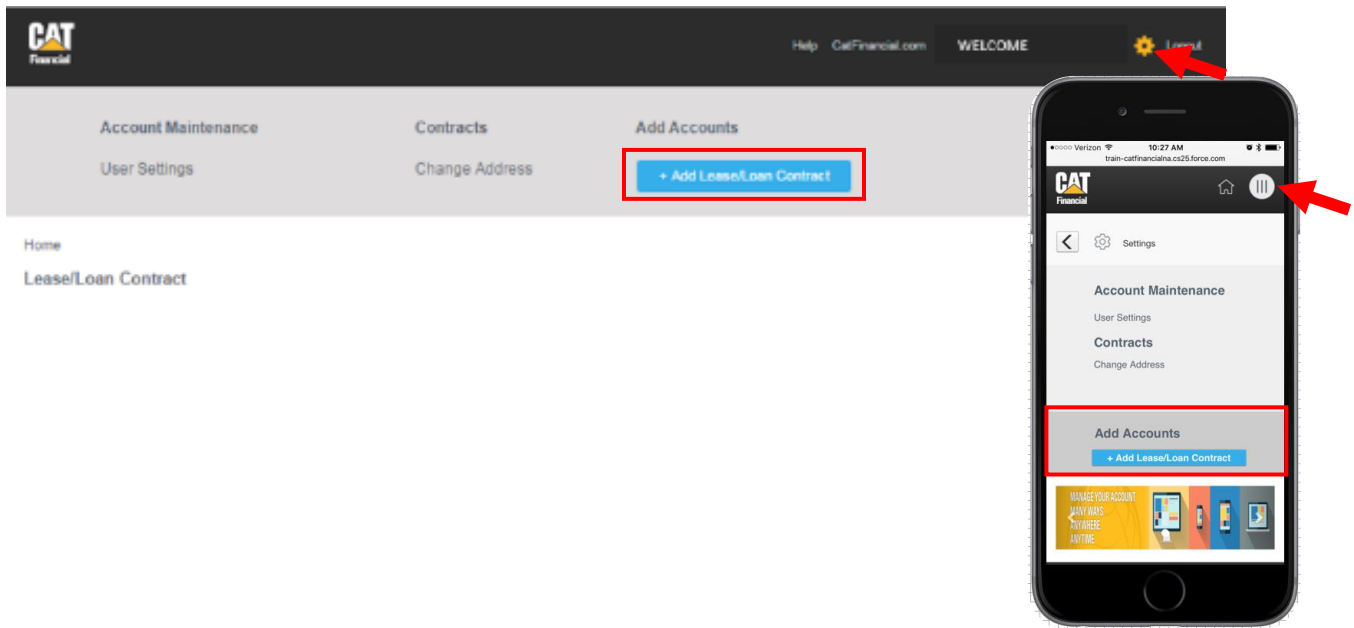 CAT
Financial
Help CatFinancial.com WELCOME Logout
Account Maintenance Contracts Add Accounts
User Settings Change Address + Add Lease/Loan Contract
Home
Lease/Loan Contract
Verizon 10:27 AM
train-catfinancialna.cs25.force.com
CAT
Financial
Settings
Account Maintenance
User Settings
Contracts
Change Address
Add Accounts
+ Add Lease/Loan Contract
MANAGE YOUR ACCOUNT
MANY WAYS
ANYWHERE
ANYTIME